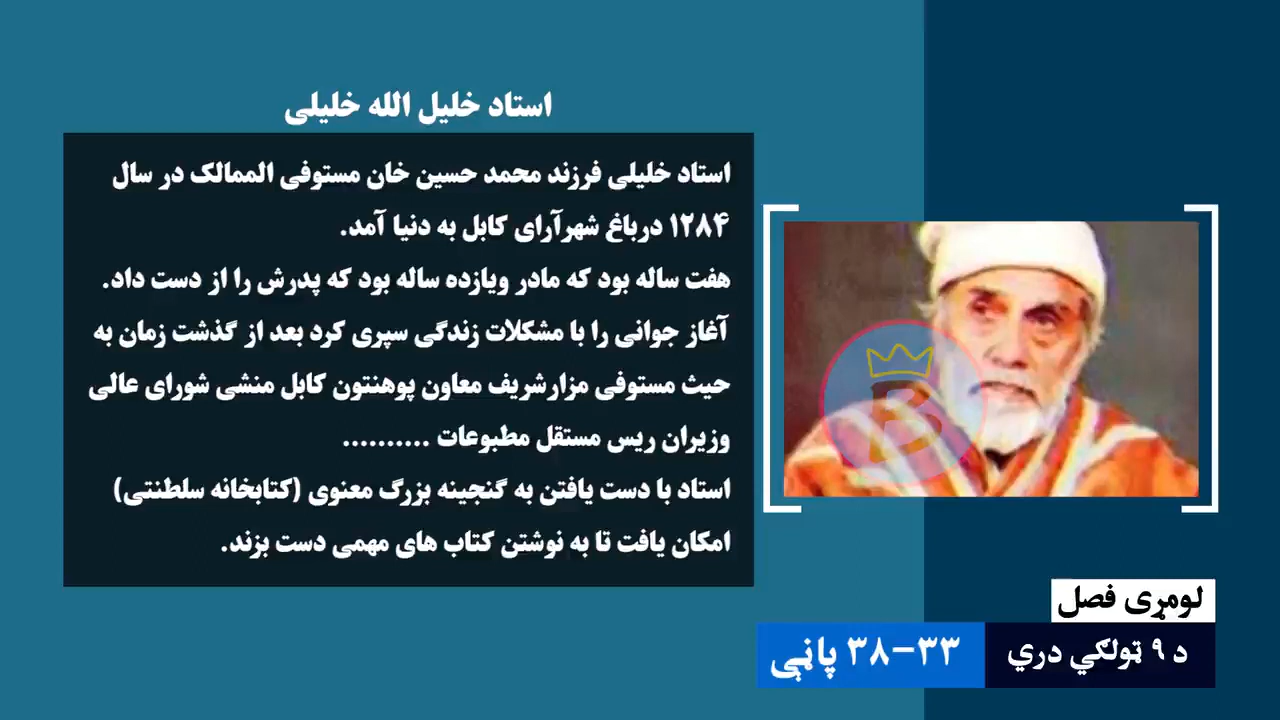 استاد خلیل الله خلیلی
استاد خلیلی فرزند محمد حسین خان مستوفی الممالک در سال
۱۲۸۴ درباغ شهرآرای کابل به دنیا آمد.
هفت ساله بود که مادر ویازده ساله بود که پدرش را از دست داد.
آغاز جوانی را با مشکلات زندگی سپری کرد بعد از گذشت زمان به
حیث مستوفی مزارشریف معاون پوهنتون کابل منشی شورای عالی
وزیران ریس مستقل مطبوعات ..........
استاد با دست یافتن به گنجینه بزرگ معنوی (کتابخانه سلطنتی)
امکان یافت تا به نوشتن کتاب های مهمی دست بزند.
B
لومړی فصل
د ۹ ټولګي دري
۳۳-۳۸ پاڼې